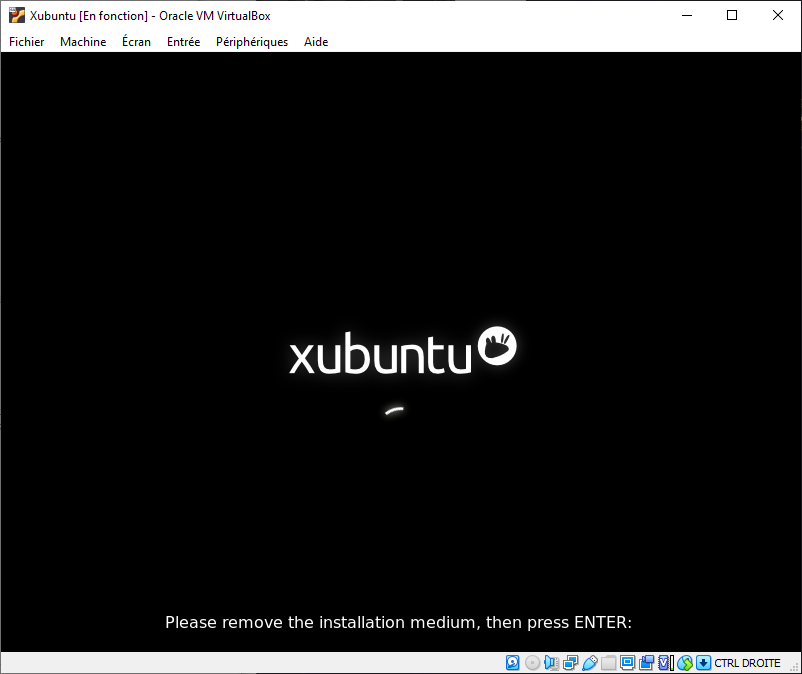 Xubuntu [En fonction] - Oracle VM VirtualBox
Fichier Machine Écran Entrée Périphériques Aide
xubuntu
Please remove the installation medium, then press ENTER:
CTRL DROITE